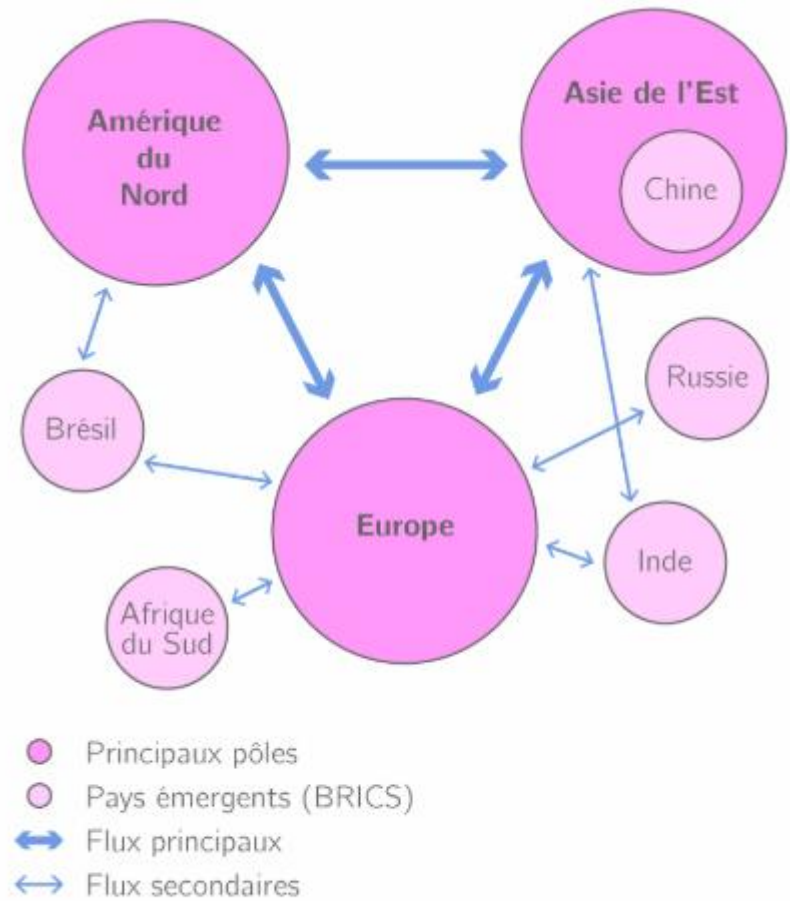 Amérique
du
Nord
Asie de l'Est
Chine
Russie
Brésil
Europe
Inde
Afrique
du Sud
Principaux pôles
Pays émergents (BRICS)
Flux principaux
Flux secondaires